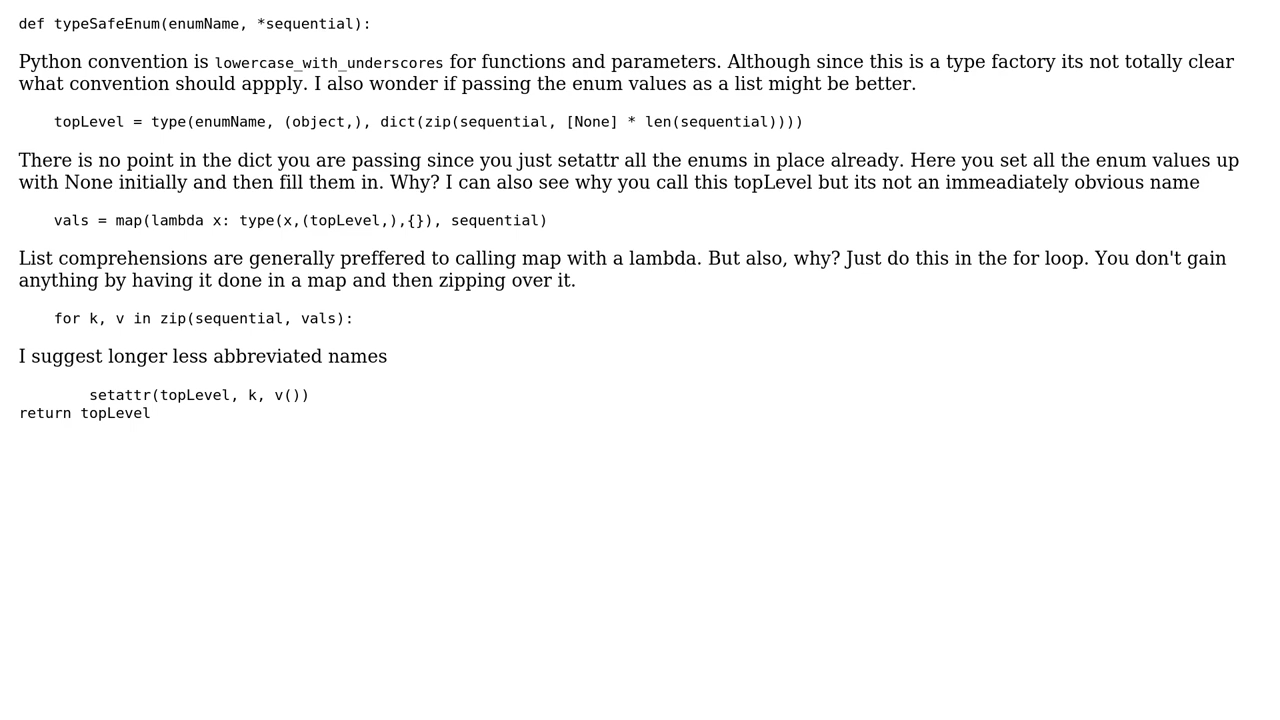 def typeSafeEnum(enumName, *sequential):
Python convention is lowercase_with_underscores for functions and parameters. Although since this is a type factory its not totally clear
what convention should appply. I also wonder if passing the enum values as a list might be better.
    topLevel = type(enumName, (object,), dict(zip(sequential, [None] * len(sequential))))
There is no point in the dict you are passing since you just setattr all the enums in place already. Here you set all the enum values up
with None initially and then fill them in. Why? I can also see why you call this topLevel but its not an immeadiately obvious name
    vals = map(lambda x: type(x,(topLevel,),{}), sequential)
List comprehensions are generally preffered to calling map with a lambda. But also, why? Just do this in the for loop. You don't gain
anything by having it done in a map and then zipping over it.
    for k, v in zip(sequential, vals):
I suggest longer less abbreviated names
        setattr(topLevel, k, v())
return topLevel